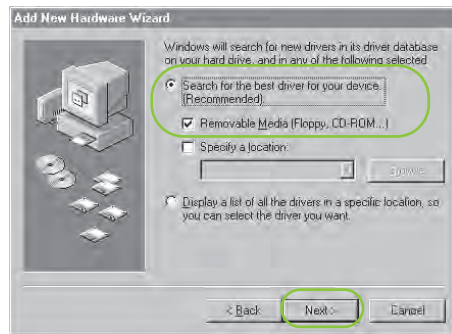 Add New Hardware Wizard
Windows will search for new drivers in its driver database
on your hard drive, and in any of the following selected
Search for the best driver for your device.
(Recommended).
Removable Media (Floppy, CD-ROM...)
Specify a location:
Browse
Display a list of all the drivers in a specific location, so
you can select the driver you want.
< Back
Next >
Cancel